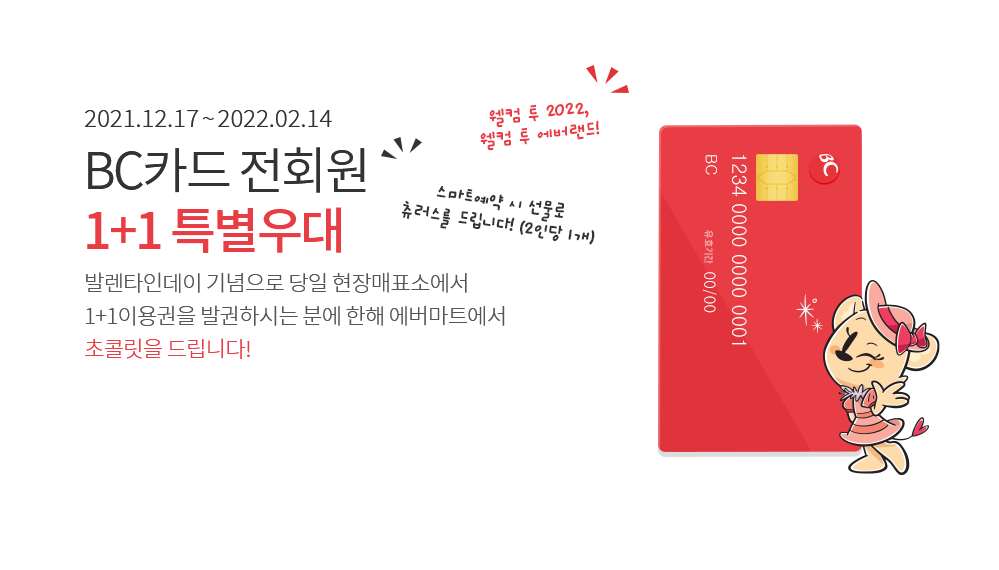 2021.12.17~2022.02.14
BC카드 전회원
1+1 특별우대
발렌타인데이 기념으로 당일 현장매표소에서
1+1이용권을 발권하시는 분에 한해 에버마트에서
초콜릿을 드립니다!
웰컴 투 2022,
웰컴 투 에버랜드!
스마트예약 시 선물로
츄러스를 드립니다! (2인당 1개)
BC
1234 0000 0000 0001
유효기간 00/00
BC